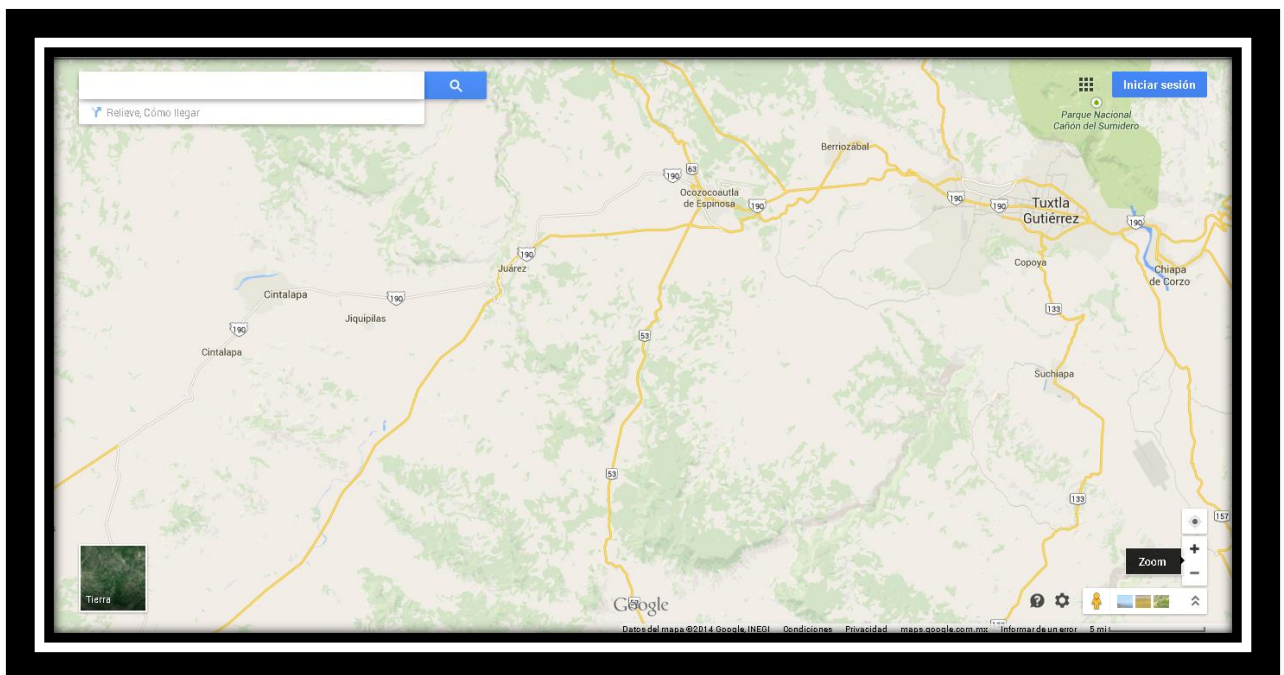 Relieve, Cómo llegar
Iniciar sesión
Parque Nacional
Cañón del Sumidero
Berriozábal
63
190
Ocozocoautla
de Espinosa
190
190
190
Tuxtla
Gutiérrez
190
190
Juárez
Copoya
Chiapa
de Corzo
Cintalapa
190
Jiquipilas
133
190
53
Cintalapa
Suchiapa
53
133
157
Zoom
Tierra
Google
Datos del mapa ©2014 Google, INEGI Condiciones Privacidad maps.google.com.mx Informar de un error 5 mi